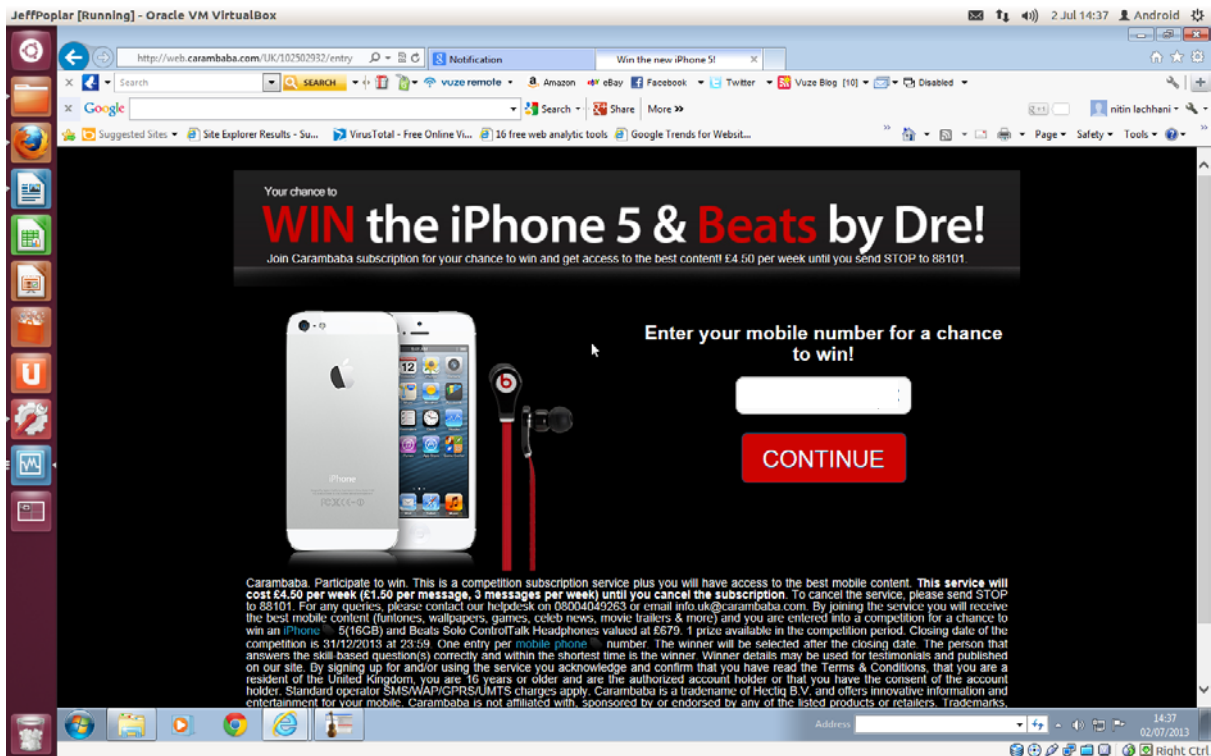 JeffPoplar [Running] - Oracle VM VirtualBox
2 Jul 14:37 Android
http://web.carambaba.com/UK/102502932/entry
Notification
Win the new iPhone 5!
Search
SEARCH
vuze remote
Amazon
eBay
Facebook
Twitter
Vuze Blog [10]
Disabled
Google
Search
Share
More »
nitin lachhani
Suggested Sites
Site Explorer Results - Su...
VirusTotal - Free Online Vi...
16 free web analytic tools
Google Trends for Websit...
Page
Safety
Tools
Your chance to
WIN the iPhone 5 & Beats by Dre!
Join Carambaba subscription for your chance to win and get access to the best content! £4.50 per week until you send STOP to 88101.
Enter your mobile number for a chance
to win!
CONTINUE
iPhone
Carambaba. Participate to win. This is a competition subscription service plus you will have access to the best mobile content. This service will
cost £4.50 per week (£1.50 per message, 3 messages per week) until you cancel the subscription. To cancel the service, please send STOP
to 88101. For any queries, please contact our helpdesk on 08004049263 or email info.uk@carambaba.com. By joining the service you will receive
the best mobile content (funtones, wallpapers, games, celeb news, movie trailers & more) and you are entered into a competition for a chance to
win an iPhone 5(16GB) and Beats Solo ControlTalk Headphones valued at £679. 1 prize available in the competition period. Closing date of the
competition is 31/12/2013 at 23:59. One entry per mobile phone number. The winner will be selected after the closing date. The person that
answers the skill-based question(s) correctly and within the shortest time is the winner. Winner details may be used for testimonials and published
on our site. By signing up for and/or using the service you acknowledge and confirm that you have read the Terms & Conditions, that you are a
resident of the United Kingdom, you are 16 years or older and are the authorized account holder or that you have the consent of the account
holder. Standard operator SMS/WAP/GPRS/UMTS charges apply. Carambaba is a tradename of Hectiq B.V. and offers innovative information and
entertainment for your mobile. Carambaba is not affiliated with, sponsored by or endorsed by any of the listed products or retailers. Trademarks,
Address
14:37
02/07/2013
Right Ctrl